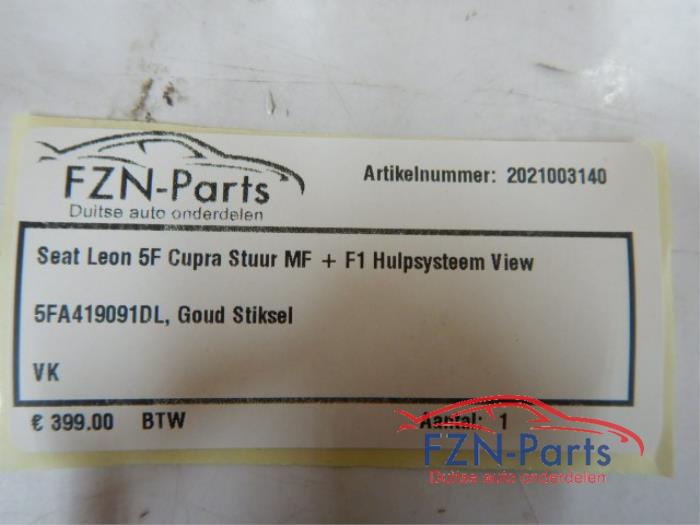 FZN-Parts
Duitse auto onderdelen
Artikelnummer: 2021003140
Seat Leon 5F Cupra Stuur MF + F1 Hulpsysteem View
5FA419091DL, Goud Stiksel
VK
€ 399.00 BTW Aantal: 1
FZN-Parts
Duitse auto onderdelen